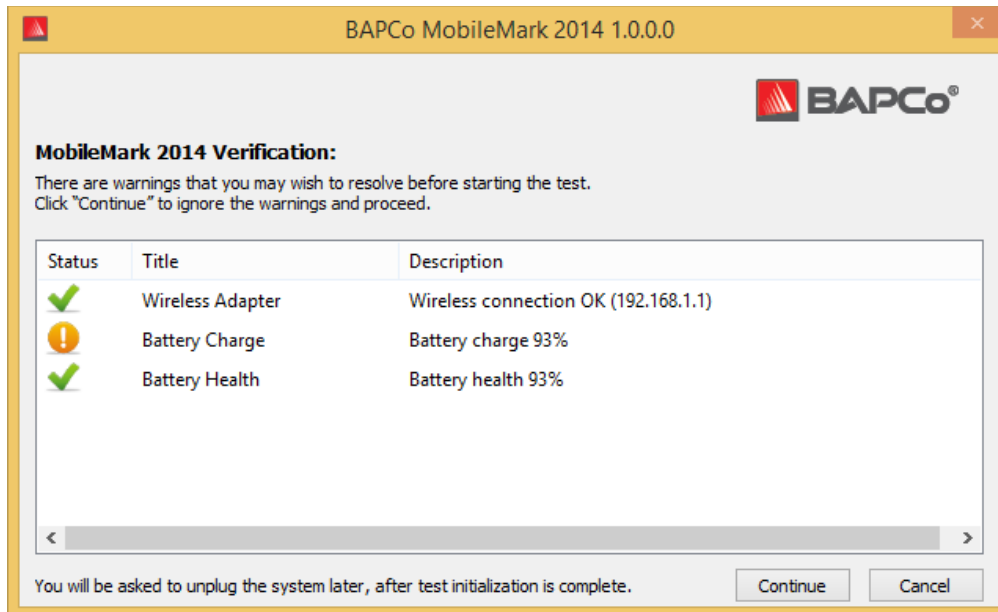 BAPCo MobileMark 2014 1.0.0.0
BAPCo®
MobileMark 2014 Verification:
There are warnings that you may wish to resolve before starting the test.
Click “Continue” to ignore the warnings and proceed.
Status Title Description
Wireless Adapter Wireless connection OK (192.168.1.1)
Battery Charge Battery charge 93%
Battery Health Battery health 93%
You will be asked to unplug the system later, after test initialization is complete. Continue Cancel